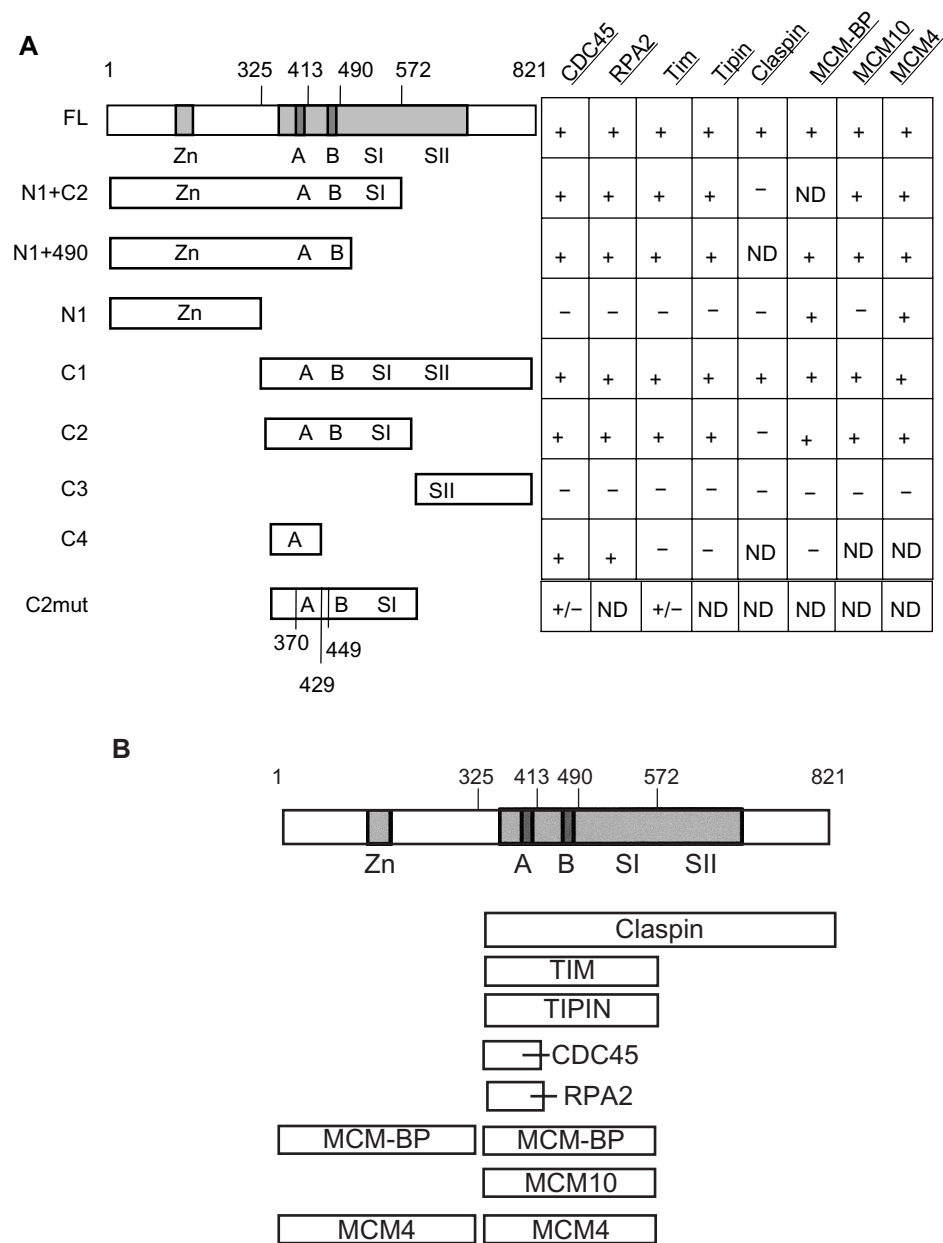 A
CDC45 RPA2 Tim Tipin Claspin MCM-BP MCM10 MCM4
1 325 413 490 572 821
FL + + + + + + + +
Zn A B SI SII
N1+C2 Zn A B SI + + + + − ND + +
N1+490 Zn A B + + + + ND + + +
N1 Zn − − − − − + − +
C1 A B SI SII + + + + + + + +
C2 A B SI + + + + − + + +
C3 SII − − − − − − − −
C4 A + + − − ND − ND ND
C2mut A B SI +/− ND +/− ND ND ND ND ND
370 449
429
B
1 325 413 490 572 821
Zn A B SI SII
Claspin
TIM
TIPIN
CDC45
RPA2
MCM-BP MCM-BP
MCM10
MCM4 MCM4